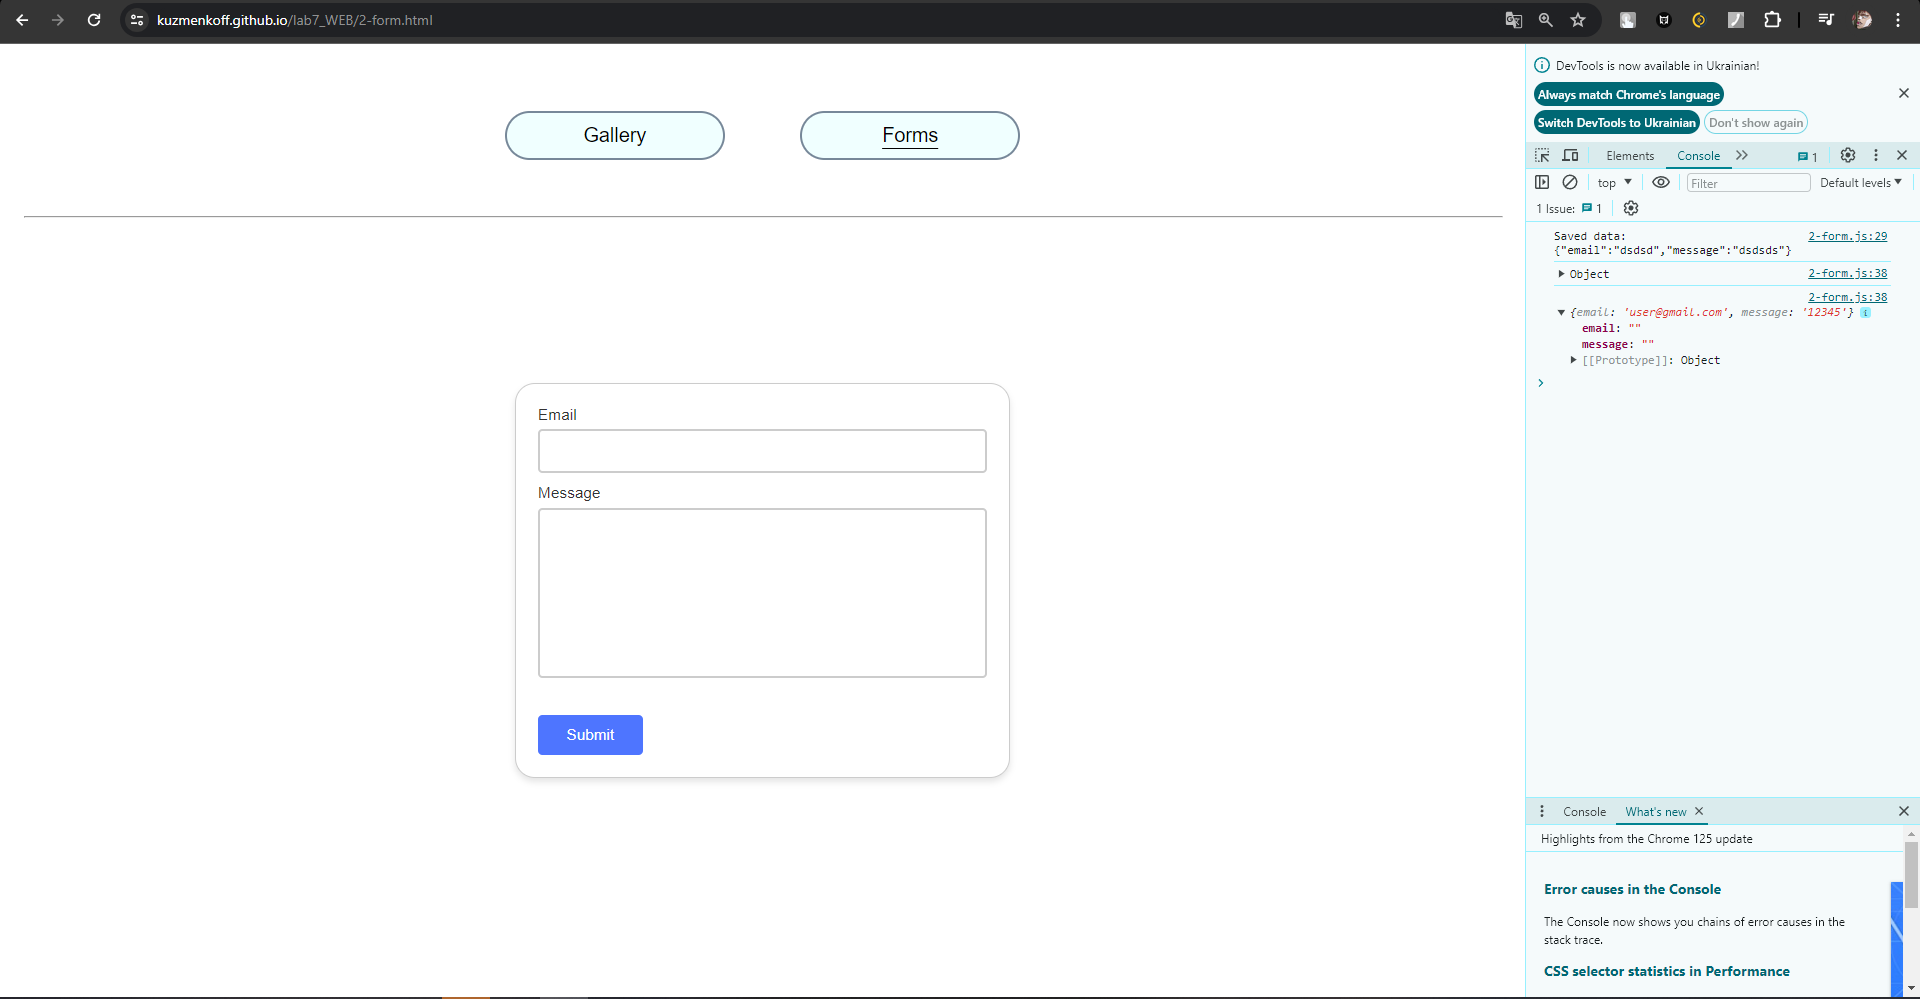 kuzmenkoff.github.io/lab7_WEB/2-form.html
Gallery
Forms
Email
Message
Submit
DevTools is now available in Ukrainian!
Always match Chrome's language
Switch DevTools to Ukrainian Don't show again
Elements Console 1
top Filter Default levels
1 Issue: 1
Saved data: 2-form.js:29
{"email":"dsdsd","message":"dsdsds"}
Object 2-form.js:38
2-form.js:38
{email: 'user@gmail.com', message: '12345'}
email: ""
message: ""
[[Prototype]]: Object
Console What's new
Highlights from the Chrome 125 update
Error causes in the Console
The Console now shows you chains of error causes in the
stack trace.
CSS selector statistics in Performance